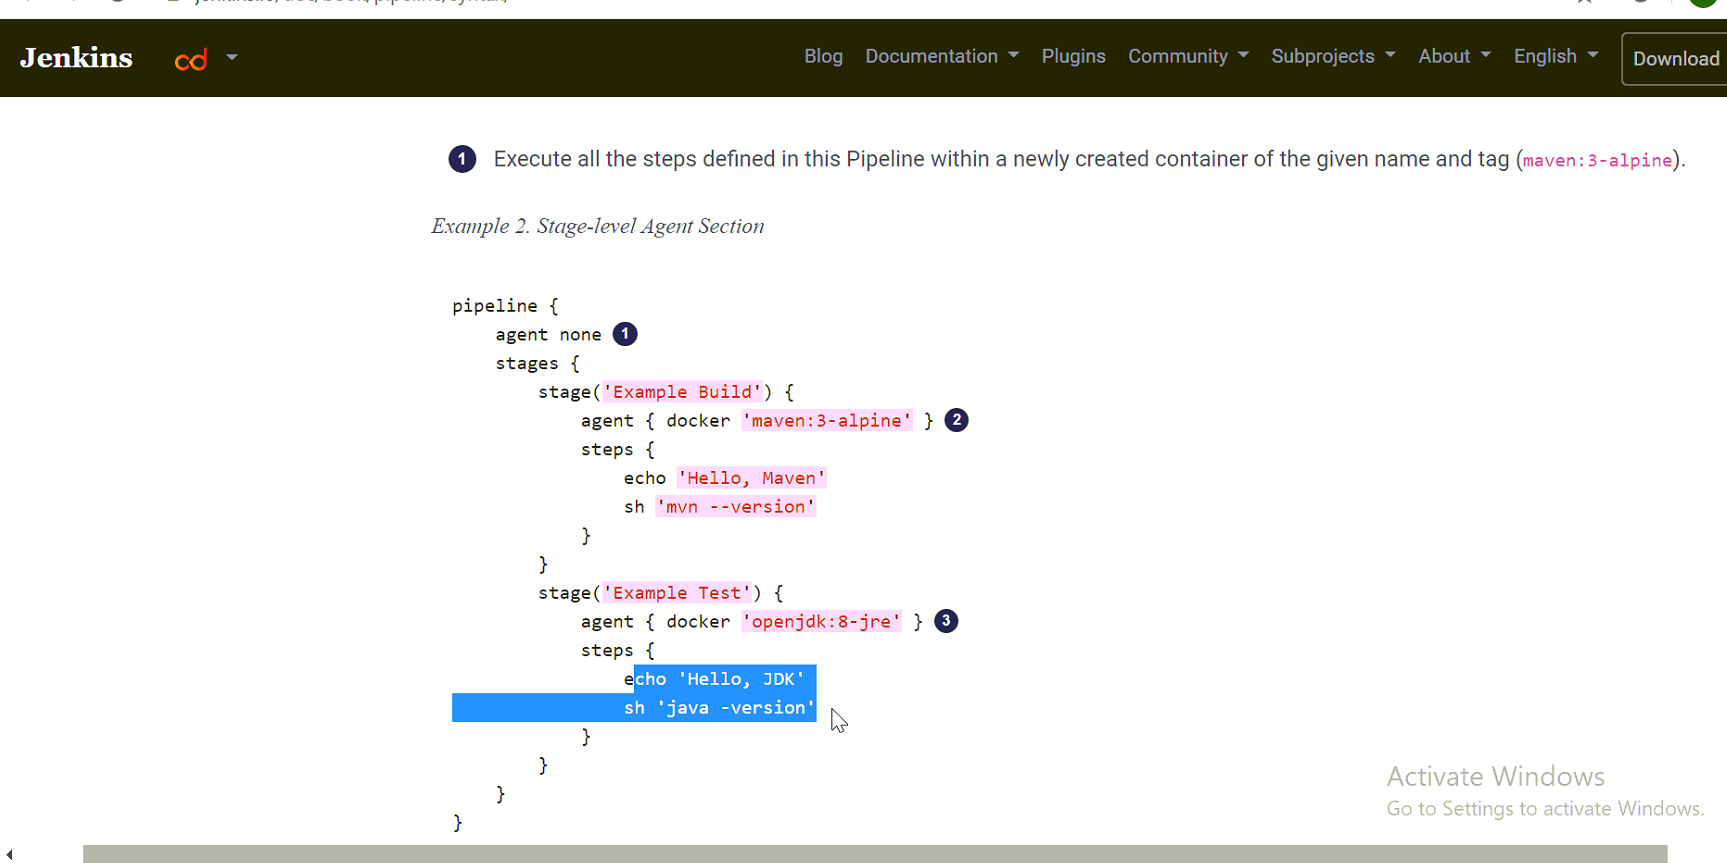 Jenkins cd Blog Documentation Plugins Community Subprojects About English Download
1 Execute all the steps defined in this Pipeline within a newly created container of the given name and tag (maven:3-alpine).
Example 2. Stage-level Agent Section
pipeline {
    agent none 1
    stages {
        stage('Example Build') {
            agent { docker 'maven:3-alpine' } 2
            steps {
                echo 'Hello, Maven'
                sh 'mvn --version'
            }
        }
        stage('Example Test') {
            agent { docker 'openjdk:8-jre' } 3
            steps {
                echo 'Hello, JDK'
                sh 'java -version'
            }
        }
    }
}
Activate Windows
Go to Settings to activate Windows.